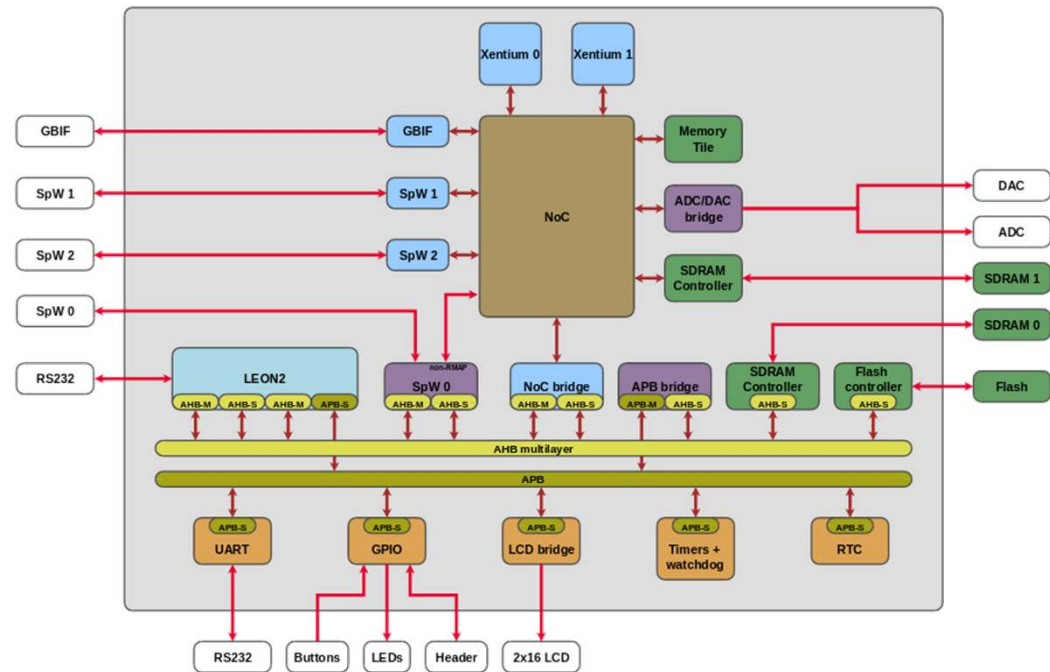 Xentium 0
Xentium 1
GBIF
GBIF
NoC
Memory
Tile
SpW 1
SpW 1
ADC/DAC
bridge
DAC
ADC
SpW 2
SpW 2
SDRAM
Controller
SDRAM 1
SpW 0
SDRAM 0
RS232
LEON2
AHB-M
AHB-S
AHB-M
APB-S
non-RMAP
SpW 0
AHB-M
AHB-S
NoC bridge
AHB-M
AHB-S
APB bridge
APB-M
AHB-S
SDRAM
Controller
AHB-S
Flash
controller
AHB-S
Flash
AHB multilayer
APB
APB-S
UART
APB-S
GPIO
APB-S
LCD bridge
APB-S
Timers +
watchdog
APB-S
RTC
RS232
Buttons
LEDs
Header
2x16 LCD